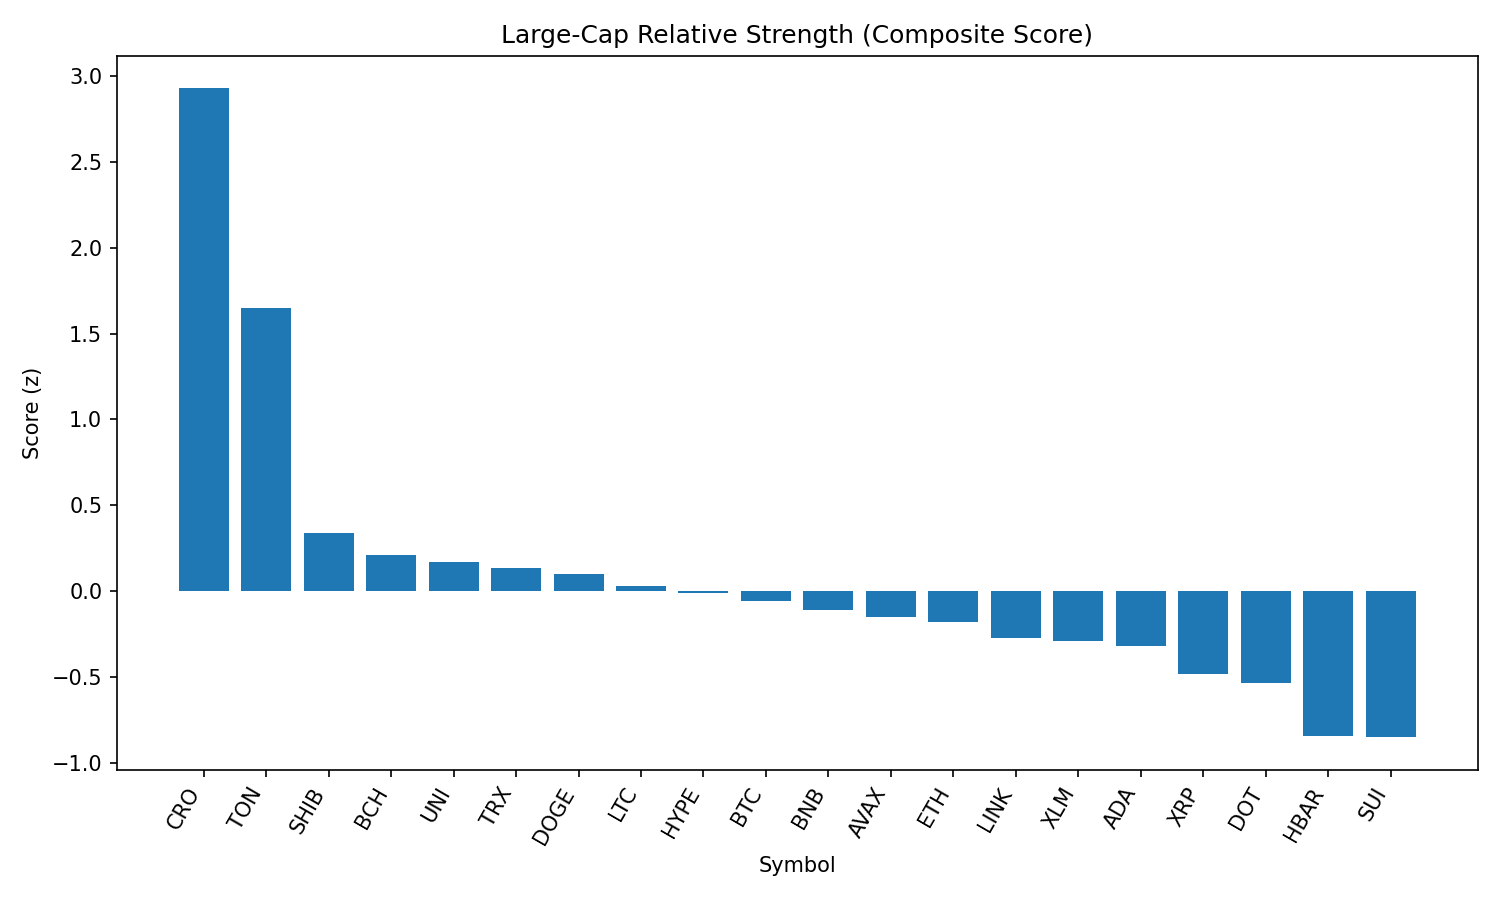 Large-Cap Relative Strength (Composite Score)
3.0
2.5
2.0
1.5
1.0
0.5
0.0
−0.5
−1.0
Score (z)
CRO
TON
SHIB
BCH
UNI
TRX
DOGE
LTC
HYPE
BTC
BNB
AVAX
ETH
LINK
XLM
ADA
XRP
DOT
HBAR
SUI
Symbol